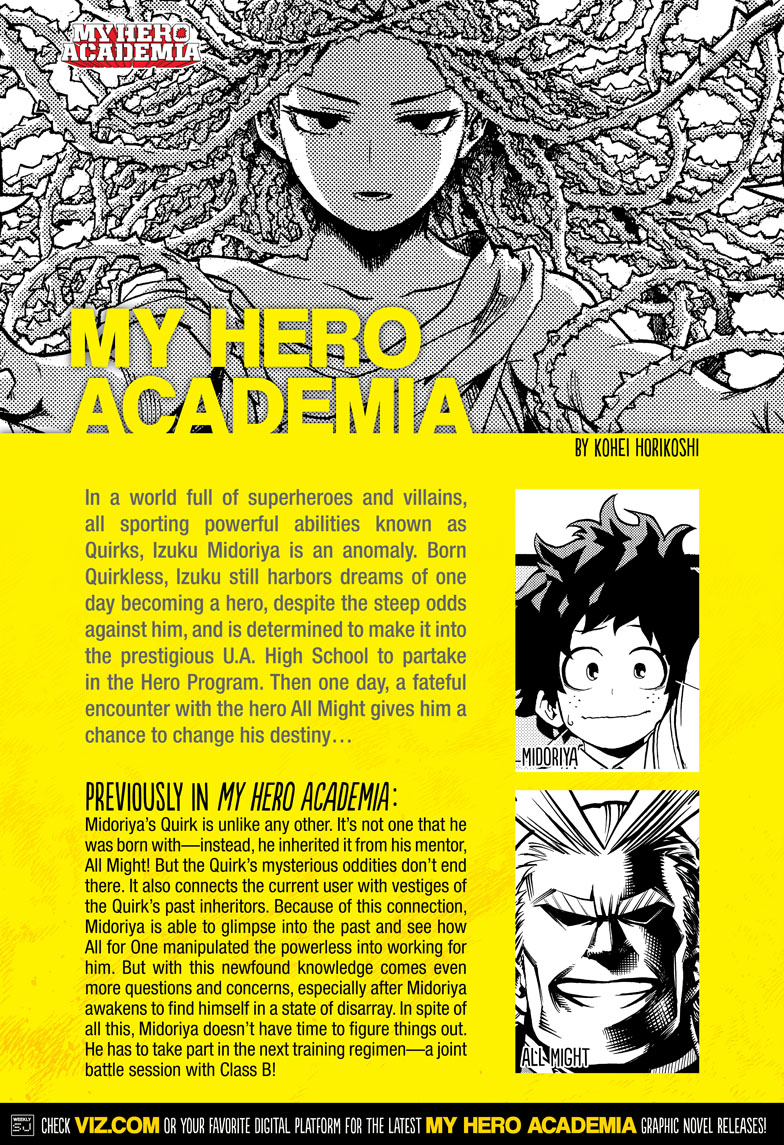 MY HERO
ACADEMIA
MY HERO
ACADEMIA
BY KOHEI HORIKOSHI
In a world full of superheroes and villains,
all sporting powerful abilities known as
Quirks, Izuku Midoriya is an anomaly. Born
Quirkless, Izuku still harbors dreams of one
day becoming a hero, despite the steep odds
against him, and is determined to make it into
the prestigious U.A. High School to partake
in the Hero Program. Then one day, a fateful
encounter with the hero All Might gives him a
chance to change his destiny…
MIDORIYA
PREVIOUSLY IN MY HERO ACADEMIA:
Midoriya’s Quirk is unlike any other. It’s not one that he
was born with—instead, he inherited it from his mentor,
All Might! But the Quirk’s mysterious oddities don’t end
there. It also connects the current user with vestiges of
the Quirk’s past inheritors. Because of this connection,
Midoriya is able to glimpse into the past and see how
All for One manipulated the powerless into working for
him. But with this newfound knowledge comes even
more questions and concerns, especially after Midoriya
awakens to find himself in a state of disarray. In spite of
all this, Midoriya doesn’t have time to figure things out.
He has to take part in the next training regimen—a joint
battle session with Class B!
ALL MIGHT
WEEKLY
SJ
CHECK VIZ.COM OR YOUR FAVORITE DIGITAL PLATFORM FOR THE LATEST MY HERO ACADEMIA GRAPHIC NOVEL RELEASES!